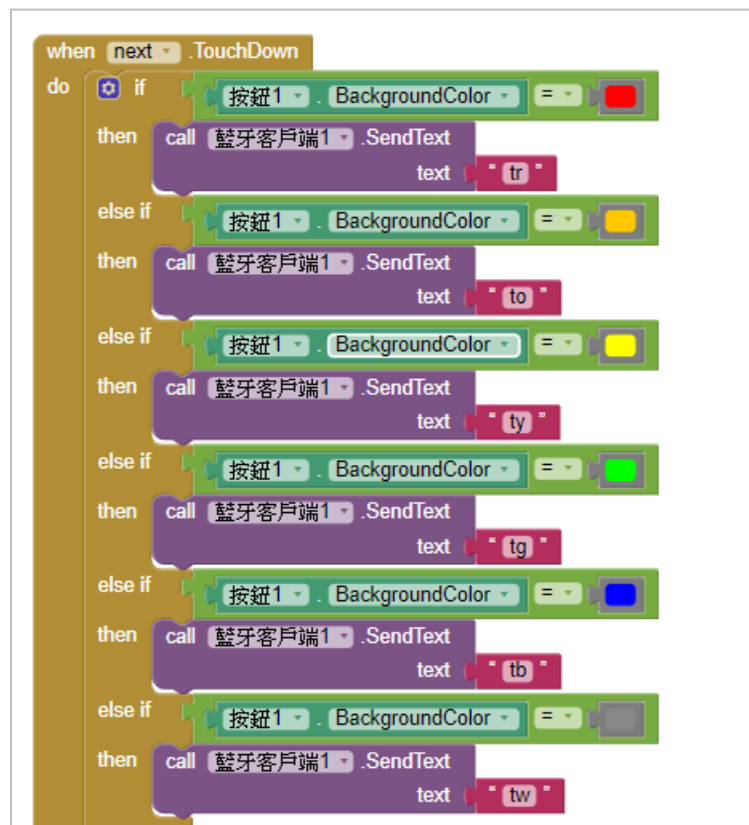 when next .TouchDown
do if 按鈕1 . BackgroundColor =
then call 藍牙客戶端1 .SendText
text “ tr ”
else if 按鈕1 . BackgroundColor =
then call 藍牙客戶端1 .SendText
text “ to ”
else if 按鈕1 . BackgroundColor =
then call 藍牙客戶端1 .SendText
text “ ty ”
else if 按鈕1 . BackgroundColor =
then call 藍牙客戶端1 .SendText
text “ tg ”
else if 按鈕1 . BackgroundColor =
then call 藍牙客戶端1 .SendText
text “ tb ”
else if 按鈕1 . BackgroundColor =
then call 藍牙客戶端1 .SendText
text “ tw ”